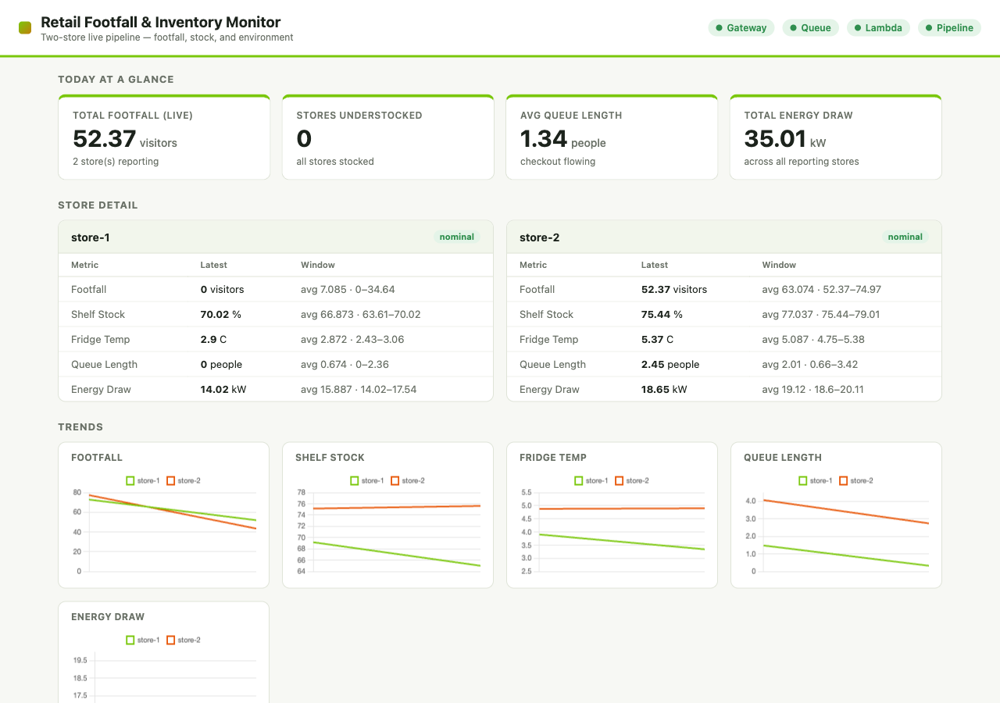 Retail Footfall & Inventory Monitor
Two-store live pipeline — footfall, stock, and environment
Gateway
Queue
Lambda
Pipeline
TODAY AT A GLANCE
TOTAL FOOTFALL (LIVE)
52.37 visitors
2 store(s) reporting
STORES UNDERSTOCKED
0
all stores stocked
AVG QUEUE LENGTH
1.34 people
checkout flowing
TOTAL ENERGY DRAW
35.01 kW
across all reporting stores
STORE DETAIL
store-1 nominal
Metric Latest Window
Footfall 0 visitors avg 7.085 · 0–34.64
Shelf Stock 70.02 % avg 66.873 · 63.61–70.02
Fridge Temp 2.9 C avg 2.872 · 2.43–3.06
Queue Length 0 people avg 0.674 · 0–2.36
Energy Draw 14.02 kW avg 15.887 · 14.02–17.54
store-2 nominal
Metric Latest Window
Footfall 52.37 visitors avg 63.074 · 52.37–74.97
Shelf Stock 75.44 % avg 77.037 · 75.44–79.01
Fridge Temp 5.37 C avg 5.087 · 4.75–5.38
Queue Length 2.45 people avg 2.01 · 0.66–3.42
Energy Draw 18.65 kW avg 19.12 · 18.6–20.11
TRENDS
FOOTFALL
store-1 store-2
80
60
40
20
0
SHELF STOCK
store-1 store-2
78
76
74
72
70
68
66
64
FRIDGE TEMP
store-1 store-2
5.5
5.0
4.5
4.0
3.5
3.0
2.5
QUEUE LENGTH
store-1 store-2
4.0
3.0
2.0
1.0
0
ENERGY DRAW
store-1 store-2
19.5
18.5
17.5